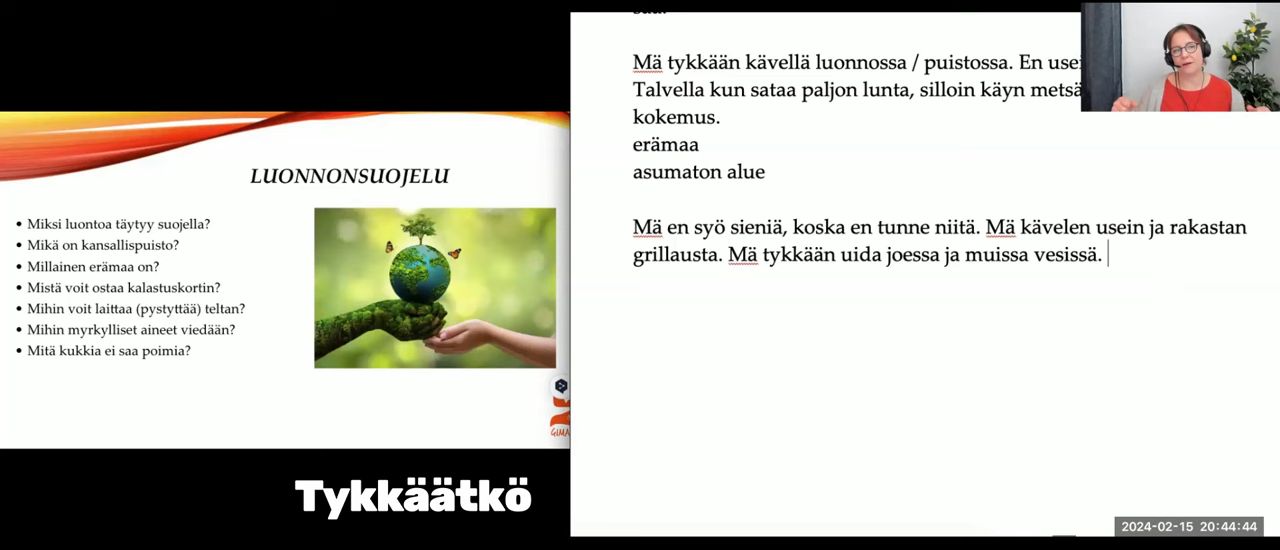 LUONNONSUOJELU
• Miksi luontoa täytyy suojella?
• Mikä on kansallispuisto?
• Millainen erämaa on?
• Mistä voit ostaa kalastuskortin?
• Mihin voit laittaa (pystyttää) teltan?
• Mihin myrkylliset aineet viedään?
• Mitä kukkia ei saa poimia?
Tykkäätkö
Mä tykkään kävellä luonnossa / puistossa. En
Talvella kun sataa paljon lunta, silloin käyn
kokemus.
erämaa
asumaton alue
Mä en syö sieniä, koska en tunne niitä. Mä kävelen usein ja rakastan
grillausta. Mä tykkään uida joessa ja muissa vesissä.
2024-02-15 20:44:44